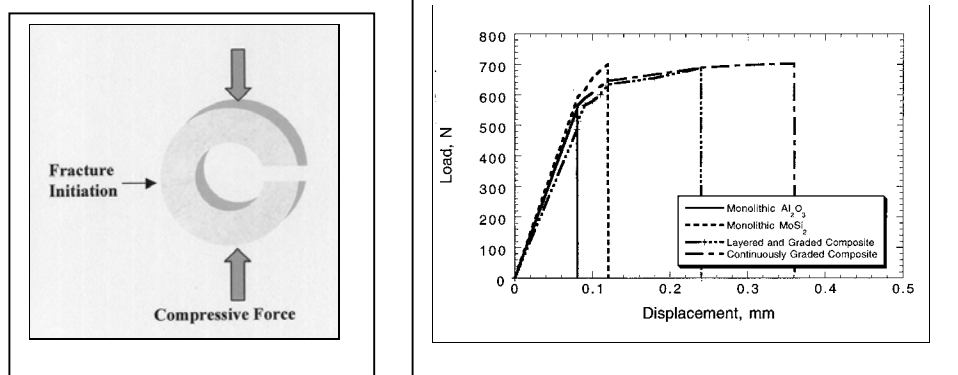 Fracture
Initiation
Compressive Force
800
700
600
500
400
300
200
100
0
Load, N
0
0.1
0.2
0.3
0.4
0.5
Displacement, mm
Monolithic Al2O3
Monolithic MoSi2
Layered and Graded Composite
Continuously Graded Composite